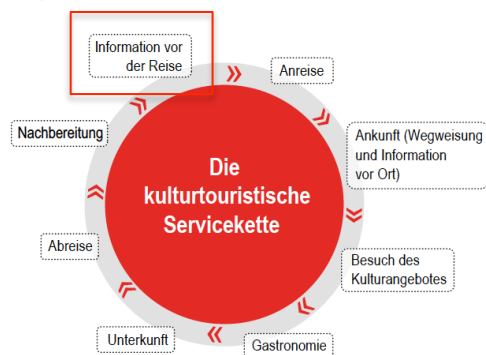 Information vor
der Reise
Anreise
Ankunft (Wegweisung
und Information
vor Ort)
Besuch des
Kulturangebotes
Gastronomie
Unterkunft
Abreise
Nachbereitung
Die
kulturtouristische
Servicekette